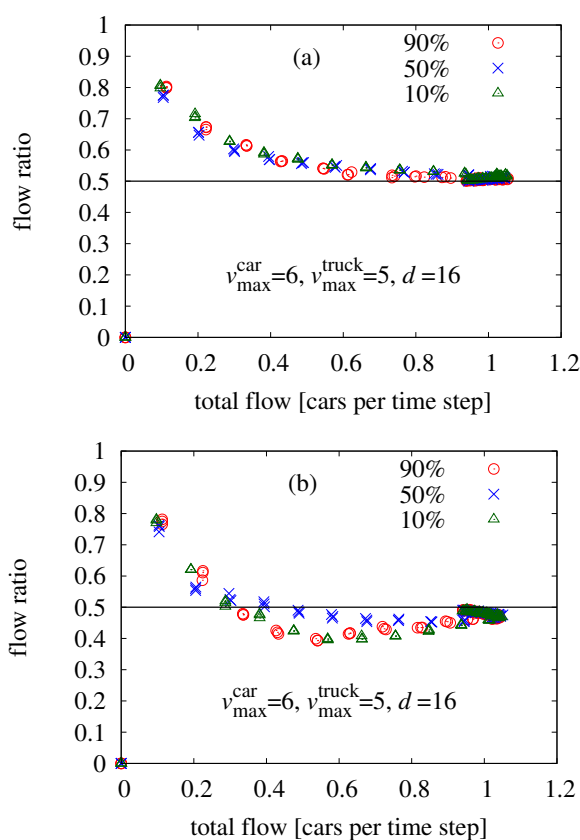 (a)
90%
50%
10%
1
0.9
0.8
0.7
0.6
0.5
0.4
0.3
0.2
0.1
0
flow ratio
v_max^car=6, v_max^truck=5, d =16
0 0.2 0.4 0.6 0.8 1 1.2
total flow [cars per time step]
(b)
90%
50%
10%
1
0.9
0.8
0.7
0.6
0.5
0.4
0.3
0.2
0.1
0
flow ratio
v_max^car=6, v_max^truck=5, d =16
0 0.2 0.4 0.6 0.8 1 1.2
total flow [cars per time step]